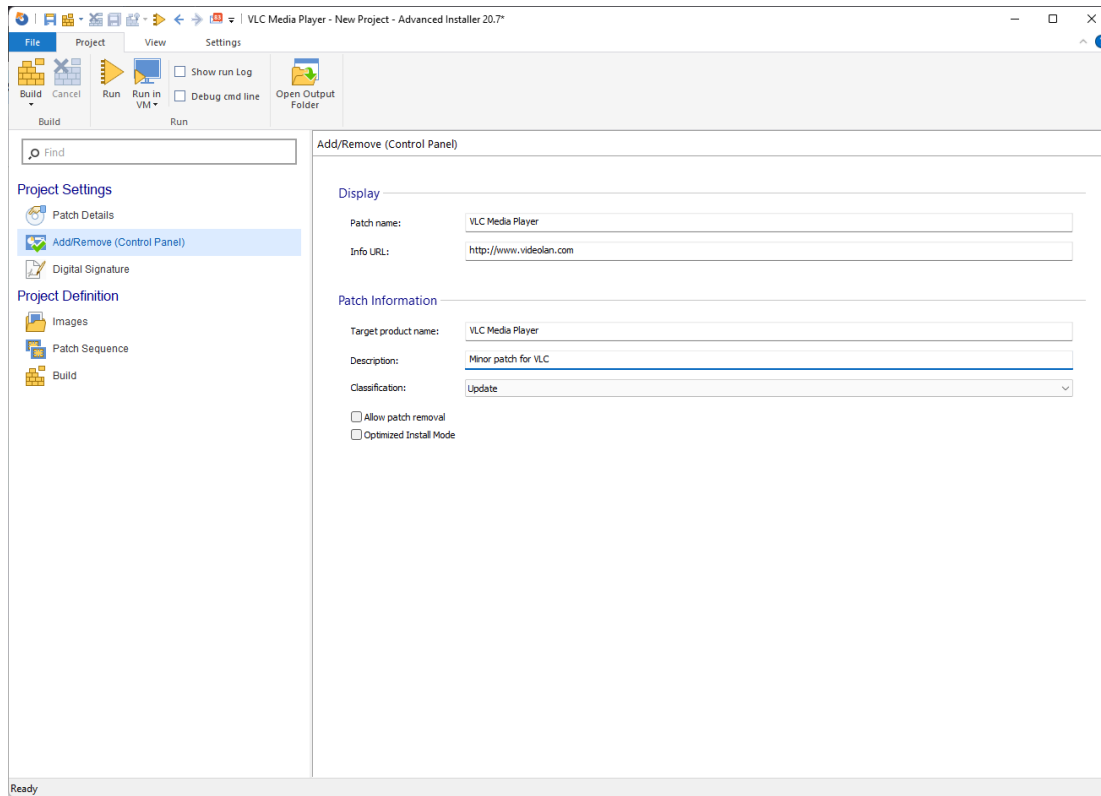 VLC Media Player - New Project - Advanced Installer 20.7*
File Project View Settings
Build Cancel Run Run in VM Show run Log Debug cmd line Open Output Folder
Build Run
Find
Project Settings
Patch Details
Add/Remove (Control Panel)
Digital Signature
Project Definition
Images
Patch Sequence
Build
Add/Remove (Control Panel)
Display
Patch name: VLC Media Player
Info URL: http://www.videolan.com
Patch Information
Target product name: VLC Media Player
Description: Minor patch for VLC
Classification: Update
Allow patch removal
Optimized Install Mode
Ready